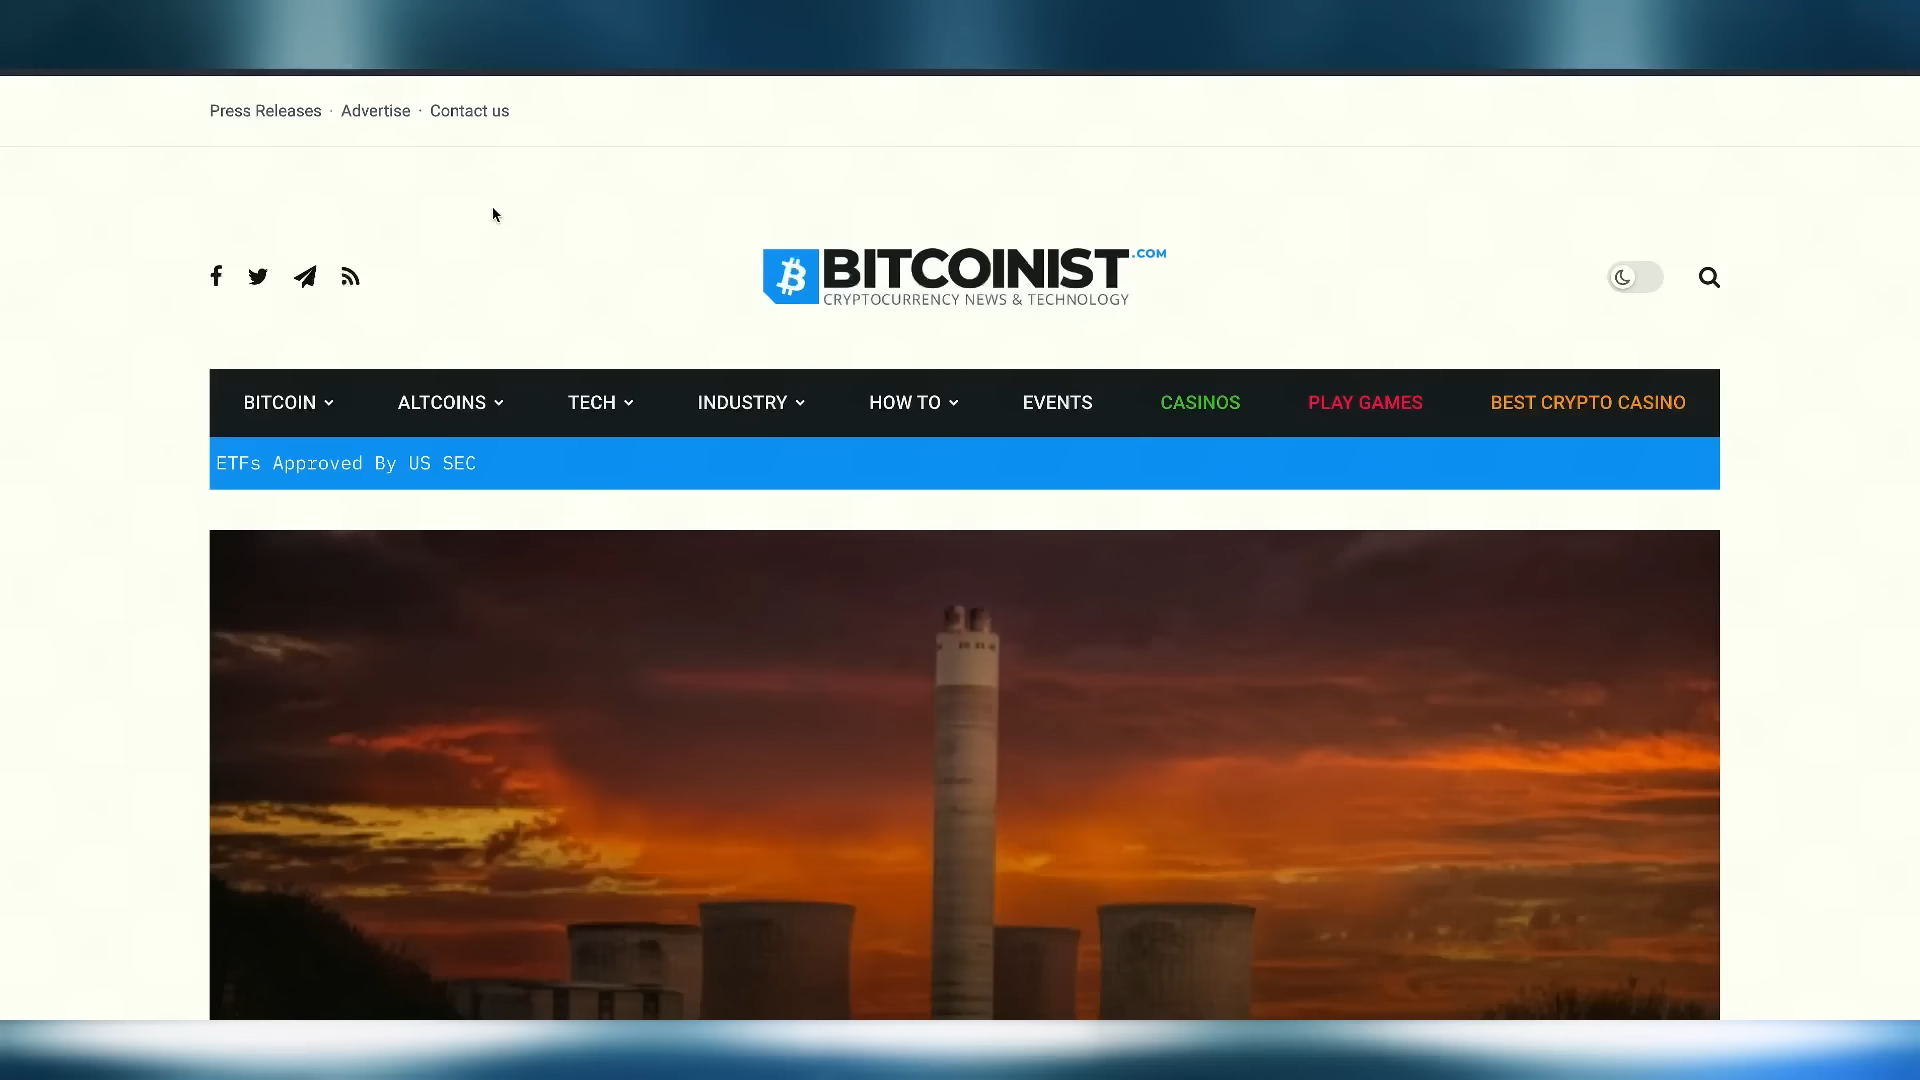 Press Releases · Advertise · Contact us
BITCOINIST.COM
CRYPTOCURRENCY NEWS & TECHNOLOGY
BITCOIN ALTCOINS TECH INDUSTRY HOW TO EVENTS CASINOS PLAY GAMES BEST CRYPTO CASINO
ETFs Approved By US SEC